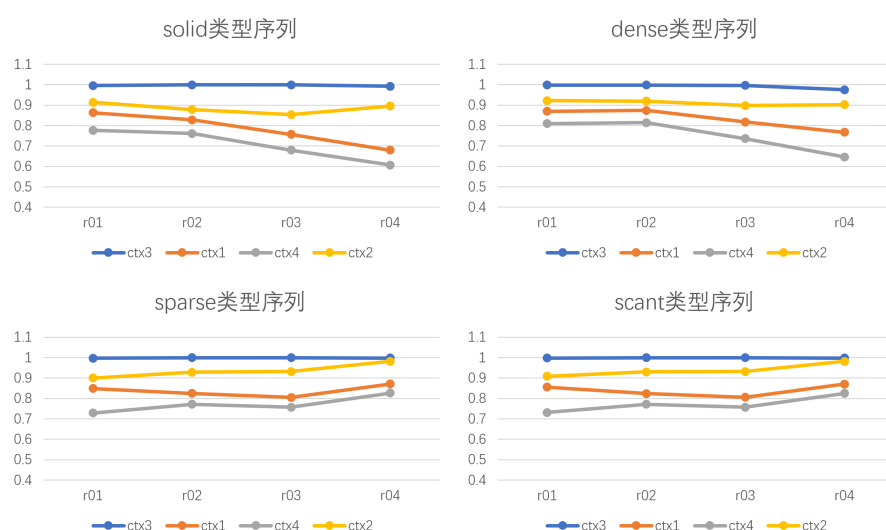 solid类型序列
1.1
1
0.9
0.8
0.7
0.6
0.5
0.4
r01 r02 r03 r04
ctx3 ctx1 ctx4 ctx2
dense类型序列
1.1
1
0.9
0.8
0.7
0.6
0.5
0.4
r01 r02 r03 r04
ctx3 ctx1 ctx4 ctx2
sparse类型序列
1.1
1
0.9
0.8
0.7
0.6
0.5
0.4
r01 r02 r03 r04
ctx3 ctx1 ctx4 ctx2
scant类型序列
1.1
1
0.9
0.8
0.7
0.6
0.5
0.4
r01 r02 r03 r04
ctx3 ctx1 ctx4 ctx2